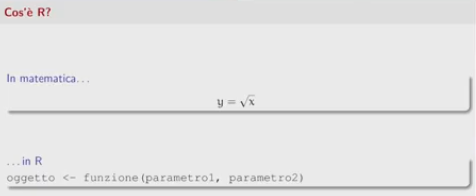 Cos'è R?
In matematica...
y = √x
...in R
oggetto <- funzione(parametro1, parametro2)